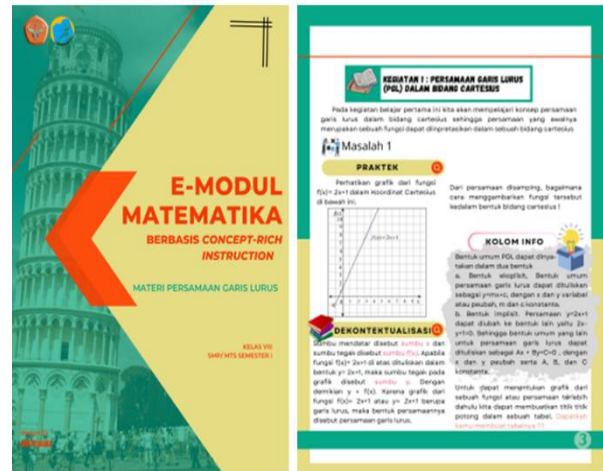 E-MODUL
MATEMATIKA
BERBASIS CONCEPT-RICH
INSTRUCTION
MATERI PERSAMAAN GARIS LURUS
KELAS VIII
SMP/ MTS SEMESTER I
KEGIATAN 1 : PERSAMAAN GARIS LURUS
(PGL) DALAM BIDANG CARTESIUS
Pada kegiatan belajar pertama ini kita akan mempelajari konsep persamaan
garis lurus dalam bidang cartesius sehingga persamaan yang awalnya
merupakan sebuah fungsi dapat diinpretasikan dalam sebuah bidang cartesius
Masalah 1
PRAKTEK
Perhatikan grafik dari fungsi
f(x)= 2x+1 dalam Koordinat Cartesius
di bawah ini.
f(x)=2x+1
DEKONTEKTUALISASI
Sumbu mendatar disebut sumbu x dan
sumbu tegak disebut sumbu f(x). Apabila
fungsi f(x)= 2x+1 di atas dituliskan dalam
bentuk y= 2x+1, maka sumbu tegak pada
grafik disebut sumbu y. Dengan
demikian y = f(x). Karena grafik dari
fungsi f(x)= 2x+1 atau y= 2x+1 berupa
garis lurus, maka bentuk persamaannya
disebut persamaan garis lurus.
Dari persamaan disamping, bagaimana
cara menggambarkan fungsi tersebut
kedalam bentuk bidang cartesius !
KOLOM INFO
Bentuk umum PGL dapat dinya-
takan dalam dua bentuk
a. Bentuk eksplisit. Bentuk umum
persamaan garis lurus dapat dituliskan
sebagai y=mx+c, dengan x dan y variabel
atau peubah, m dan c konstanta.
b. Bentuk implisit. Persamaan y=2x+1
dapat diubah ke bentuk lain yaitu 2x-
y+1=0. Sehingga bentuk umum yang lain
untuk persamaan garis lurus dapat
dituliskan sebagai Ax + By+C=0 , dengan
x dan y peubah serta A, B, dan C
konstanta.
Untuk dapat menentukan grafik dari
sebuah fungsi atau persamaan terlebih
dahulu kita dapat membuatkan titik titik
potong dalam sebuah tabel. Dapatkah
kamu membuat tabelnya ??
3